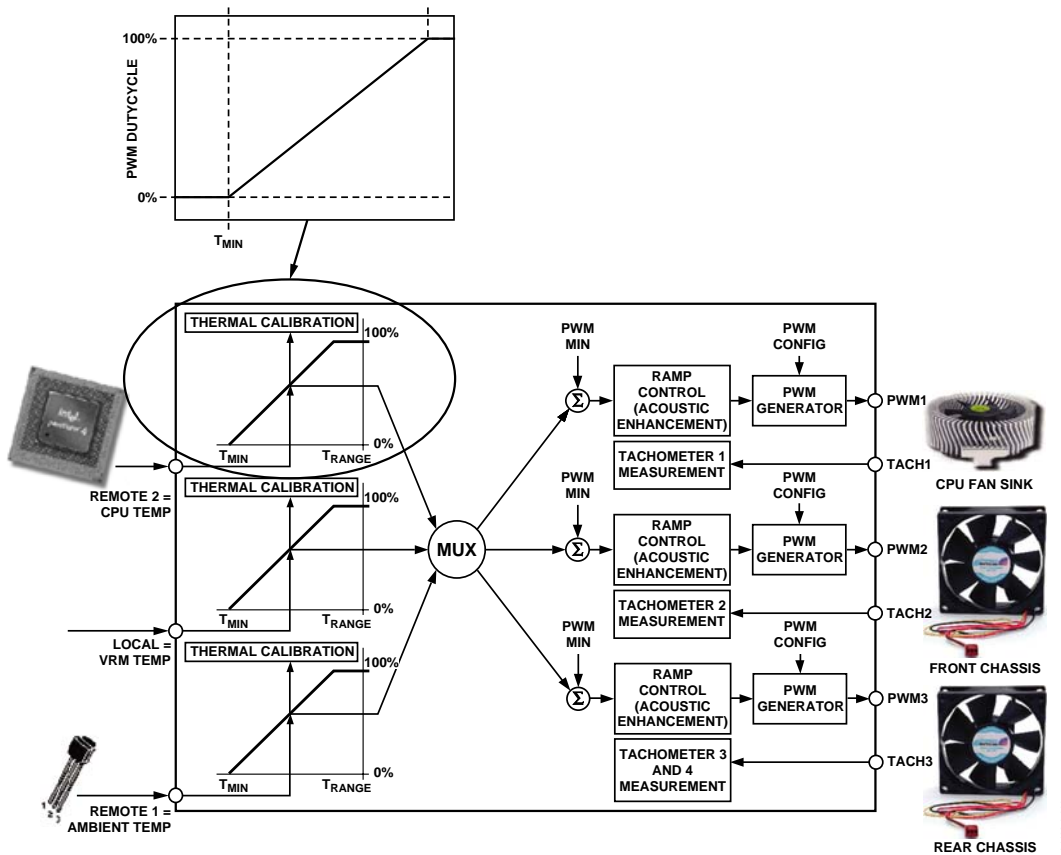 100%
PWM DUTYCYCLE
0%
TMIN
THERMAL CALIBRATION
100%
0%
TMIN
TRANGE
REMOTE 2 =
CPU TEMP
THERMAL CALIBRATION
100%
0%
TMIN
TRANGE
LOCAL =
VRM TEMP
THERMAL CALIBRATION
100%
0%
TMIN
TRANGE
REMOTE 1 =
AMBIENT TEMP
MUX
PWM
MIN
Σ
RAMP
CONTROL
(ACOUSTIC
ENHANCEMENT)
PWM
CONFIG
PWM
GENERATOR
PWM1
TACHOMETER 1
MEASUREMENT
TACH1
CPU FAN SINK
PWM
MIN
Σ
RAMP
CONTROL
(ACOUSTIC
ENHANCEMENT)
PWM
CONFIG
PWM
GENERATOR
PWM2
TACHOMETER 2
MEASUREMENT
TACH2
FRONT CHASSIS
PWM
MIN
Σ
RAMP
CONTROL
(ACOUSTIC
ENHANCEMENT)
PWM
CONFIG
PWM
GENERATOR
PWM3
TACHOMETER 3
AND 4
MEASUREMENT
TACH3
REAR CHASSIS
intel
pentium 4